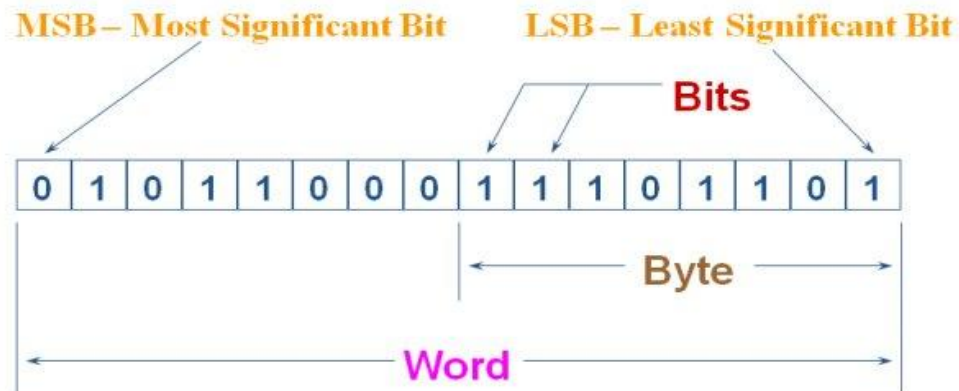 MSB – Most Significant Bit LSB – Least Significant Bit
Bits
0 1 0 1 1 0 0 0 1 1 1 0 1 1 0 1
Byte
Word